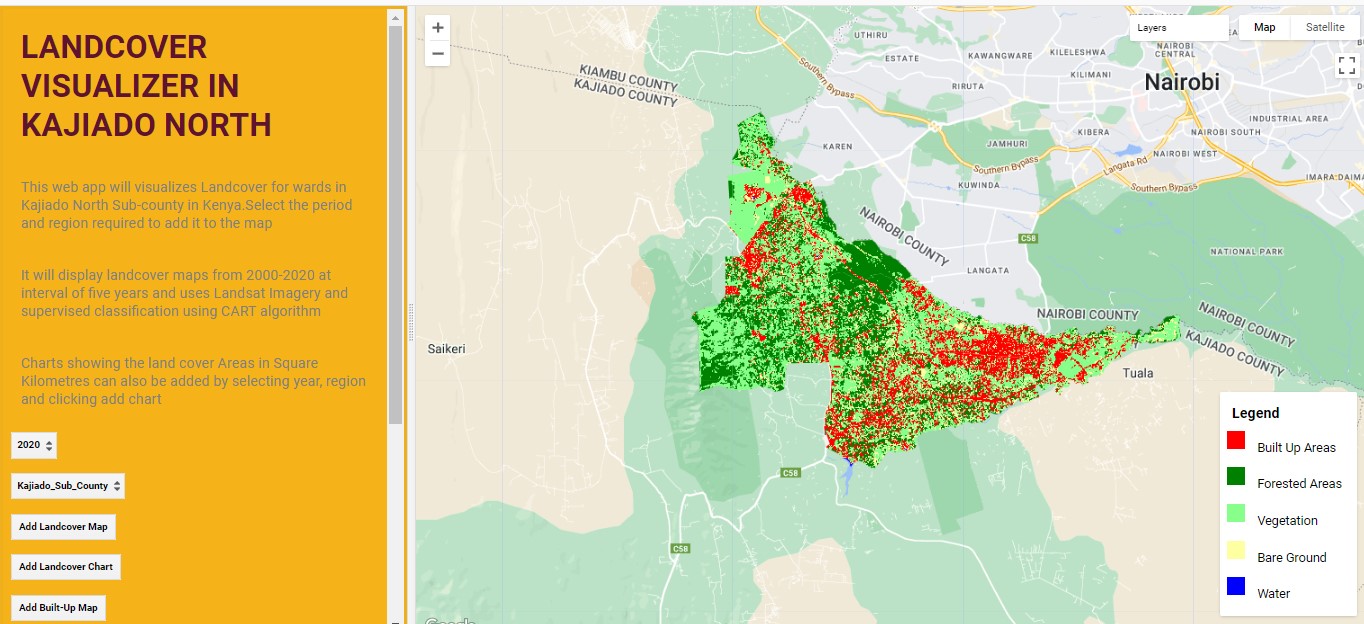 LANDCOVER
VISUALIZER IN
KAJIADO NORTH
This web app will visualizes Landcover for wards in
Kajiado North Sub-county in Kenya.Select the period
and region required to add it to the map
It will display landcover maps from 2000-2020 at
interval of five years and uses Landsat Imagery and
supervised classification using CART algorithm
Charts showing the land cover Areas in Square
Kilometres can also be added by selecting year, region
and clicking add chart
2020
Kajiado_Sub_County
Add Landcover Map
Add Landcover Chart
Add Built-Up Map
+
−
Layers
Map
Satellite
UTHIRU
ESTATE
KAWANGWARE
KILELESHWA
NAIROBI
CENTRAL
KIAMBU COUNTY
KAJIADO COUNTY
Southern Bypass
RIRUTA
KILIMANI
Nairobi
INDUSTRIAL AREA
KIBERA
NAIROBI SOUTH
KAREN
JAMHURI
NAIROBI WEST
Southern Bypass
Langata Rd
IMARA DAIMA
KUWINDA
Southern Bypass
NAIROBI COUNTY
C58
NATIONAL PARK
LANGATA
NAIROBI COUNTY
NAIROBI COUNTY
KAJIADO COUNTY
Saikeri
Tuala
C58
C58
Google
Legend
Built Up Areas
Forested Areas
Vegetation
Bare Ground
Water